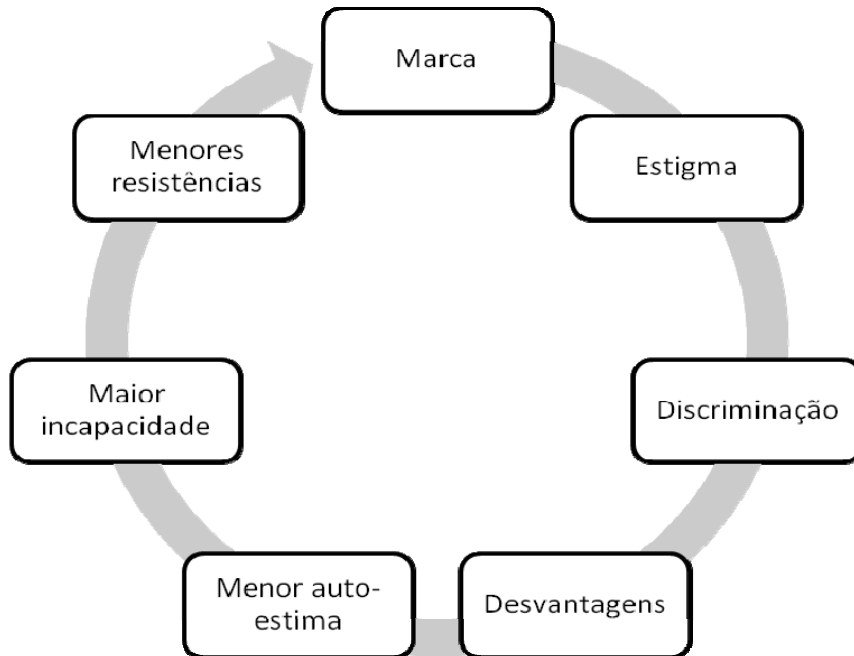 Marca
Estigma
Discriminação
Desvantagens
Menor auto-
estima
Maior
incapacidade
Menores
resistências